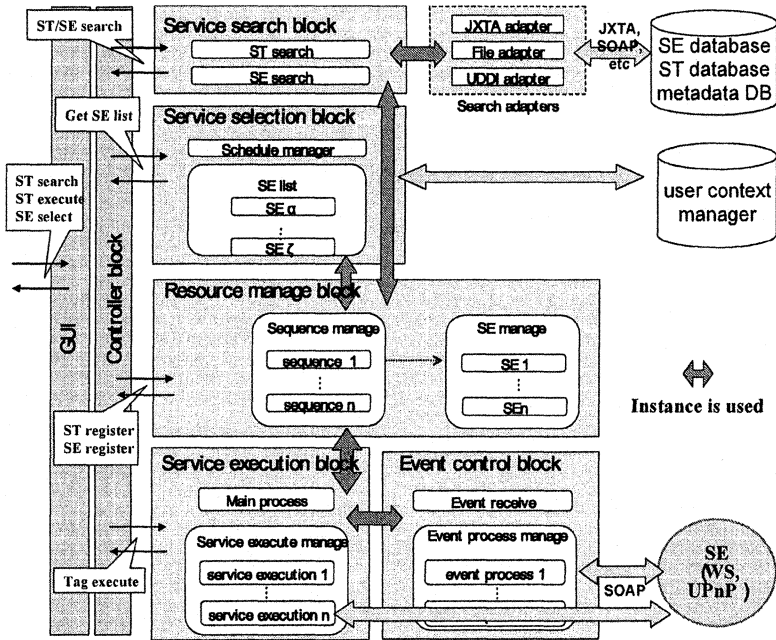 ST/SE search
Service search block
ST search
SE search
JXTA adapter
File adapter
UDDI adapter
Search adapters
JXTA,
SOAP,
etc
SE database
ST database
metadata DB
Get SE list
Service selection block
Schedule manager
SE list
SE α
SE ζ
user context
manager
ST search
ST execute
SE select
GUI
Controller block
Resource manage block
Sequence manage
sequence 1
sequence n
SE manage
SE 1
SEn
Instance is used
ST register
SE register
Service execution block
Main process
Service execute manage
service execution 1
service execution n
Event control block
Event receive
Event process manage
event process 1
SOAP
SE
(WS,
UPnP )
Tag execute